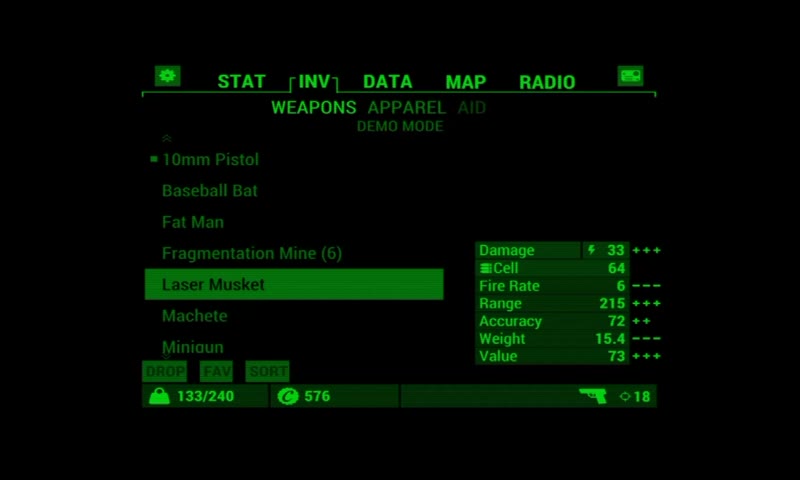 STAT INV DATA MAP RADIO
WEAPONS APPAREL AID
DEMO MODE
10mm Pistol
Baseball Bat
Fat Man
Fragmentation Mine (6)
Laser Musket
Machete
Minigun
Damage 33 +++
Cell 64
Fire Rate 6 ---
Range 215 +++
Accuracy 72 ++
Weight 15.4 ---
Value 73 +++
DROP FAV SORT
133/240 576 18